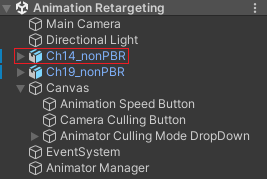 Animation Retargeting
Main Camera
Directional Light
Ch14_nonPBR
Ch19_nonPBR
Canvas
Animation Speed Button
Camera Culling Button
Animator Culling Mode DropDown
EventSystem
Animator Manager